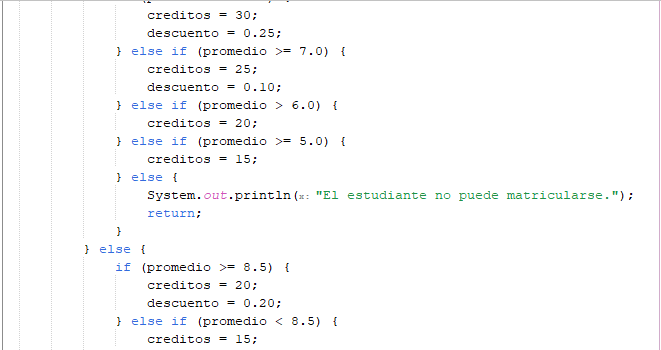 creditos = 30;
descuento = 0.25;
} else if (promedio >= 7.0) {
creditos = 25;
descuento = 0.10;
} else if (promedio > 6.0) {
creditos = 20;
} else if (promedio >= 5.0) {
creditos = 15;
} else {
System.out.println(x: "El estudiante no puede matricularse.");
return;
}
} else {
if (promedio >= 8.5) {
creditos = 20;
descuento = 0.20;
} else if (promedio < 8.5) {
creditos = 15;